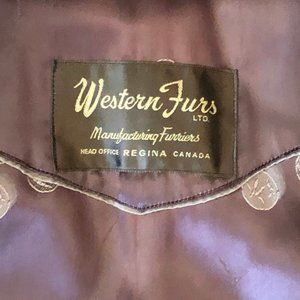 Western Furs
LTD.
Manufacturing Furriers
HEAD OFFICE REGINA CANADA